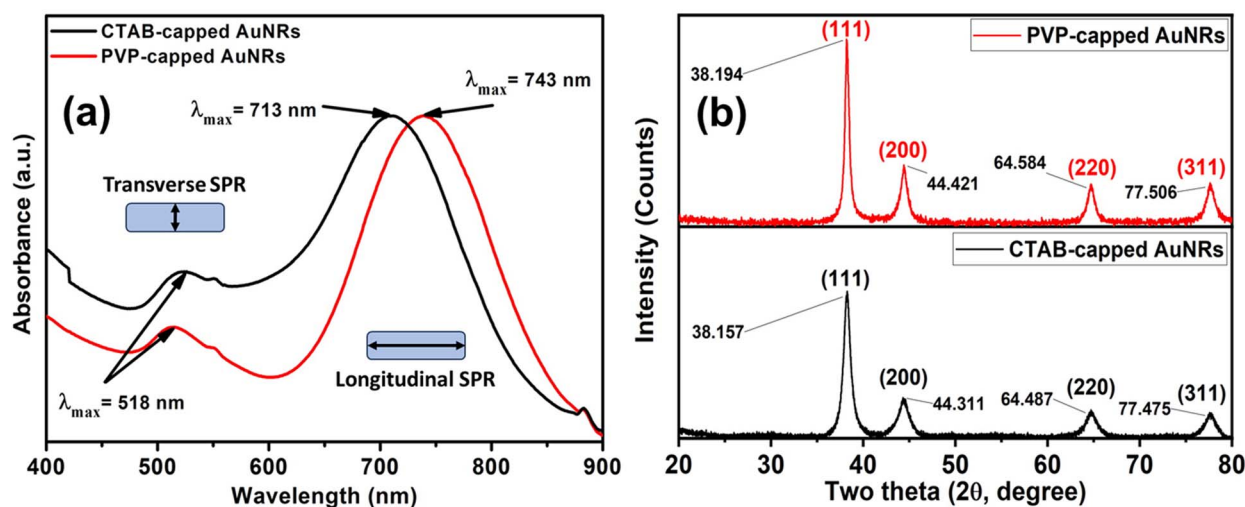 CTAB-capped AuNRs
PVP-capped AuNRs
(a)
λmax= 713 nm
λmax= 743 nm
Transverse SPR
Longitudinal SPR
λmax= 518 nm
Absorbance (a.u.)
400 500 600 700 800 900
Wavelength (nm)
(b)
PVP-capped AuNRs
(111)
38.194
(200)
44.421
(220)
64.584
(311)
77.506
CTAB-capped AuNRs
(111)
38.157
(200)
44.311
(220)
64.487
(311)
77.475
Intensity (Counts)
20 30 40 50 60 70 80
Two theta (2θ, degree)